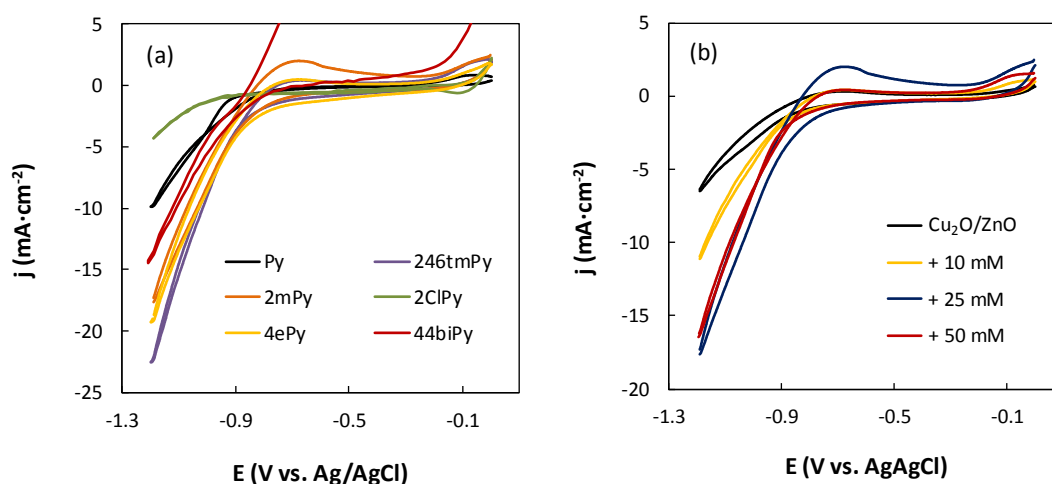 (a)
5
0
-5
-10
-15
-20
-25
j (mA·cm⁻²)
Py
246tmPy
2mPy
2ClPy
4ePy
44biPy
-1.3
-0.9
-0.5
-0.1
E (V vs. Ag/AgCl)
(b)
5
0
-5
-10
-15
-20
j (mA·cm⁻²)
Cu₂O/ZnO
+ 10 mM
+ 25 mM
+ 50 mM
-1.3
-0.9
-0.5
-0.1
E (V vs. AgAgCl)